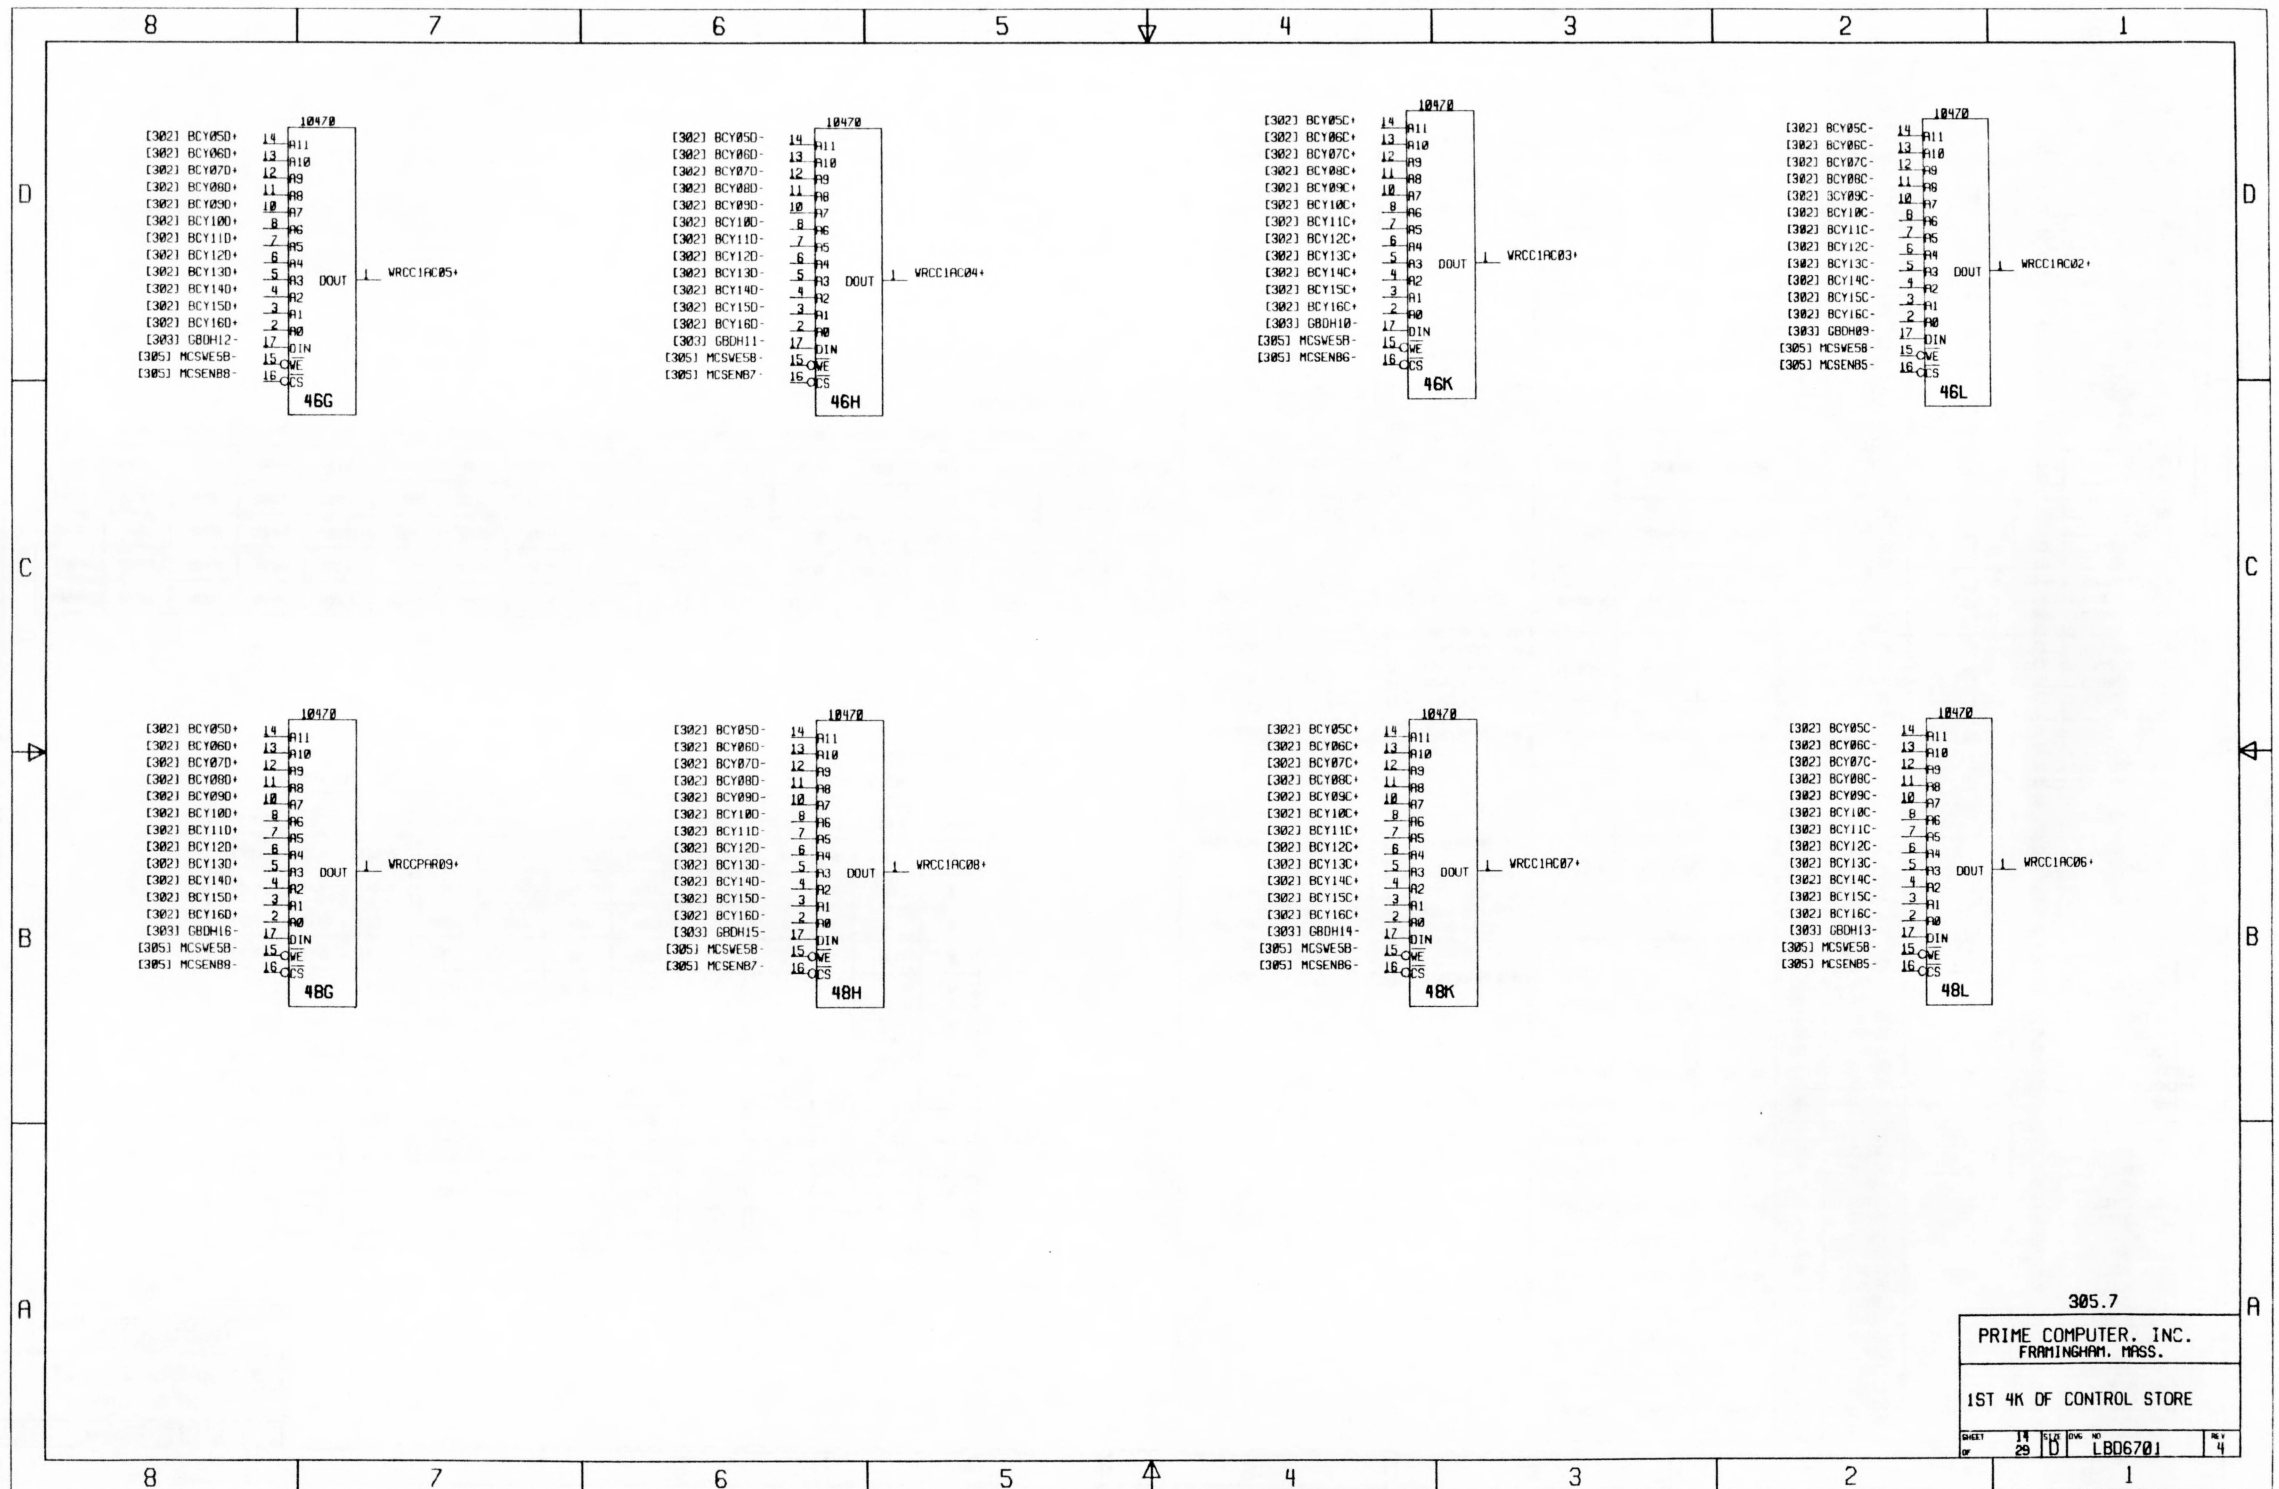 8 7 6 5 4 3 2 1
10470
[302] BCY05D+ 14 A11
[302] BCY06D+ 13 A10
[302] BCY07D+ 12 A9
[302] BCY08D+ 11 A8
[302] BCY09D+ 10 A7
[302] BCY10D+ 8 A6
[302] BCY11D+ 7 A5
[302] BCY12D+ 6 A4
[302] BCY13D+ 5 A3 DOUT 1 WRCC1AC05+
[302] BCY14D+ 4 A2
[302] BCY15D+ 3 A1
[302] BCY16D+ 2 A0
[303] GBDH12- 17 DIN
[305] MCSWE5B- 15 WE
[305] MCSENB8- 16 CS
46G
10470
[302] BCY05D- 14 A11
[302] BCY06D- 13 A10
[302] BCY07D- 12 A9
[302] BCY08D- 11 A8
[302] BCY09D- 10 A7
[302] BCY10D- 8 A6
[302] BCY11D- 7 A5
[302] BCY12D- 6 A4
[302] BCY13D- 5 A3 DOUT 1 WRCC1AC04+
[302] BCY14D- 4 A2
[302] BCY15D- 3 A1
[302] BCY16D- 2 A0
[303] GBDH11- 17 DIN
[305] MCSWE5B- 15 WE
[305] MCSENB7- 16 CS
46H
10470
[302] BCY05C+ 14 A11
[302] BCY06C+ 13 A10
[302] BCY07C+ 12 A9
[302] BCY08C+ 11 A8
[302] BCY09C+ 10 A7
[302] BCY10C+ 8 A6
[302] BCY11C+ 7 A5
[302] BCY12C+ 6 A4
[302] BCY13C+ 5 A3 DOUT 1 WRCC1AC03+
[302] BCY14C+ 4 A2
[302] BCY15C+ 3 A1
[302] BCY16C+ 2 A0
[303] GBDH10- 17 DIN
[305] MCSWE5B- 15 WE
[305] MCSENB6- 16 CS
46K
10470
[302] BCY05C- 14 A11
[302] BCY06C- 13 A10
[302] BCY07C- 12 A9
[302] BCY08C- 11 A8
[302] BCY09C- 10 A7
[302] BCY10C- 8 A6
[302] BCY11C- 7 A5
[302] BCY12C- 6 A4
[302] BCY13C- 5 A3 DOUT 1 WRCC1AC02+
[302] BCY14C- 4 A2
[302] BCY15C- 3 A1
[302] BCY16C- 2 A0
[303] GBDH09- 17 DIN
[305] MCSWE5B- 15 WE
[305] MCSENB5- 16 CS
46L
D D
C C
10470
[302] BCY05D+ 14 A11
[302] BCY06D+ 13 A10
[302] BCY07D+ 12 A9
[302] BCY08D+ 11 A8
[302] BCY09D+ 10 A7
[302] BCY10D+ 8 A6
[302] BCY11D+ 7 A5
[302] BCY12D+ 6 A4
[302] BCY13D+ 5 A3 DOUT 1 WRCCPAR09+
[302] BCY14D+ 4 A2
[302] BCY15D+ 3 A1
[302] BCY16D+ 2 A0
[303] GBDH16- 17 DIN
[305] MCSWE5B- 15 WE
[305] MCSENB8- 16 CS
48G
10470
[302] BCY05D- 14 A11
[302] BCY06D- 13 A10
[302] BCY07D- 12 A9
[302] BCY08D- 11 A8
[302] BCY09D- 10 A7
[302] BCY10D- 8 A6
[302] BCY11D- 7 A5
[302] BCY12D- 6 A4
[302] BCY13D- 5 A3 DOUT 1 WRCC1AC08+
[302] BCY14D- 4 A2
[302] BCY15D- 3 A1
[302] BCY16D- 2 A0
[303] GBDH15- 17 DIN
[305] MCSWE5B- 15 WE
[305] MCSENB7- 16 CS
48H
10470
[302] BCY05C+ 14 A11
[302] BCY06C+ 13 A10
[302] BCY07C+ 12 A9
[302] BCY08C+ 11 A8
[302] BCY09C+ 10 A7
[302] BCY10C+ 8 A6
[302] BCY11C+ 7 A5
[302] BCY12C+ 6 A4
[302] BCY13C+ 5 A3 DOUT 1 WRCC1AC07+
[302] BCY14C+ 4 A2
[302] BCY15C+ 3 A1
[302] BCY16C+ 2 A0
[303] GBDH14- 17 DIN
[305] MCSWE5B- 15 WE
[305] MCSENB6- 16 CS
48K
10470
[302] BCY05C- 14 A11
[302] BCY06C- 13 A10
[302] BCY07C- 12 A9
[302] BCY08C- 11 A8
[302] BCY09C- 10 A7
[302] BCY10C- 8 A6
[302] BCY11C- 7 A5
[302] BCY12C- 6 A4
[302] BCY13C- 5 A3 DOUT 1 WRCC1AC06+
[302] BCY14C- 4 A2
[302] BCY15C- 3 A1
[302] BCY16C- 2 A0
[303] GBDH13- 17 DIN
[305] MCSWE5B- 15 WE
[305] MCSENB5- 16 CS
48L
B B
A A
305.7
PRIME COMPUTER, INC.
FRAMINGHAM, MASS.
1ST 4K OF CONTROL STORE
SHEET 14 OF 29 SIZE D DWG NO LBD6701 REV 4
8 7 6 5 4 3 2 1